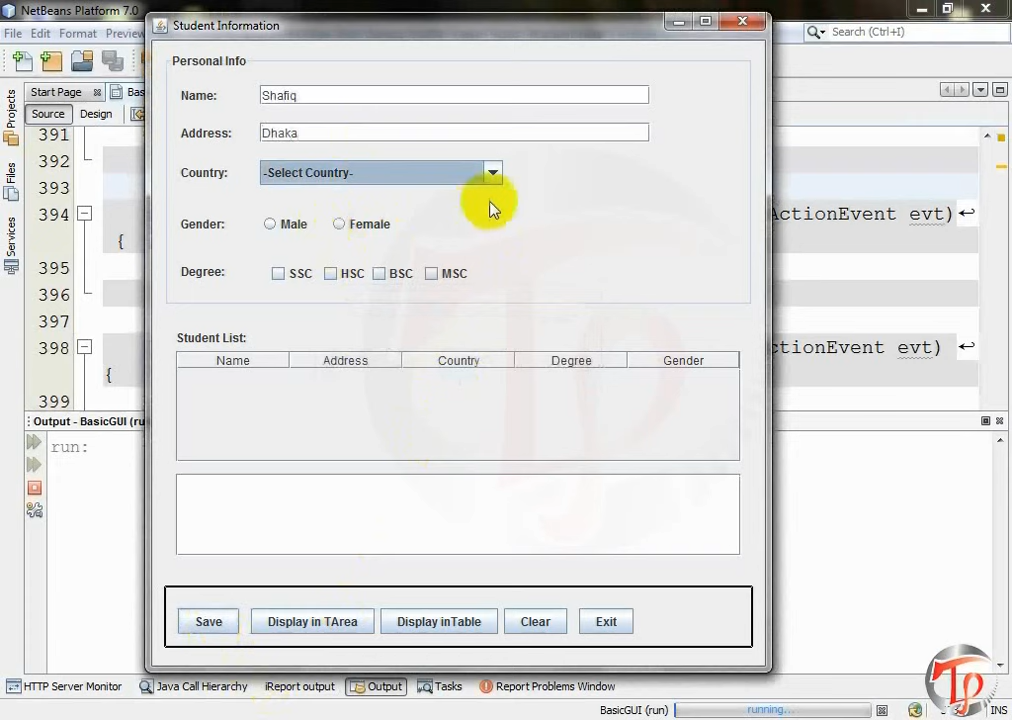 NetBeans Platform 7.0
Student Information
File Edit Format Preview
Search (Ctrl+I)
Personal Info
Start Page
Bas
Name: Shafiq
Source Design
Projects
Files
Services
391
Address: Dhaka
392
Country: -Select Country-
393
394
ActionEvent evt)
Gender: Male Female
{
395
Degree: SSC HSC BSC MSC
396
397
Student List:
398
ctionEvent evt)
Name Address Country Degree Gender
{
399
Output - BasicGUI (ru
run:
Save Display in TArea Display inTable Clear Exit
HTTP Server Monitor Java Call Hierarchy iReport output Output Tasks Report Problems Window
BasicGUI (run) running... INS